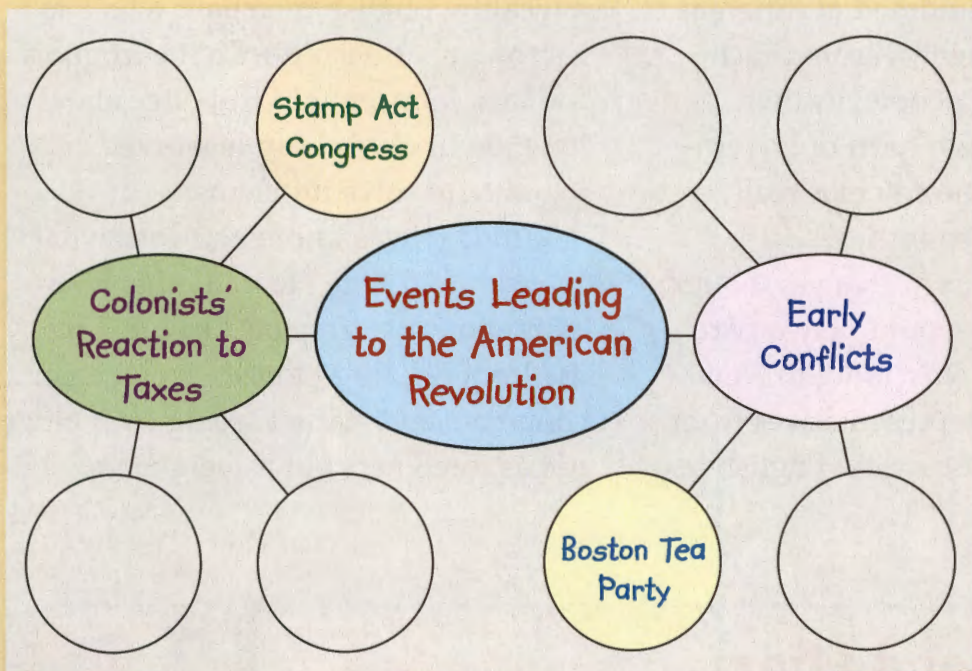 Stamp Act
Congress
Colonists'
Reaction to
Taxes
Events Leading
to the American
Revolution
Early
Conflicts
Boston Tea
Party